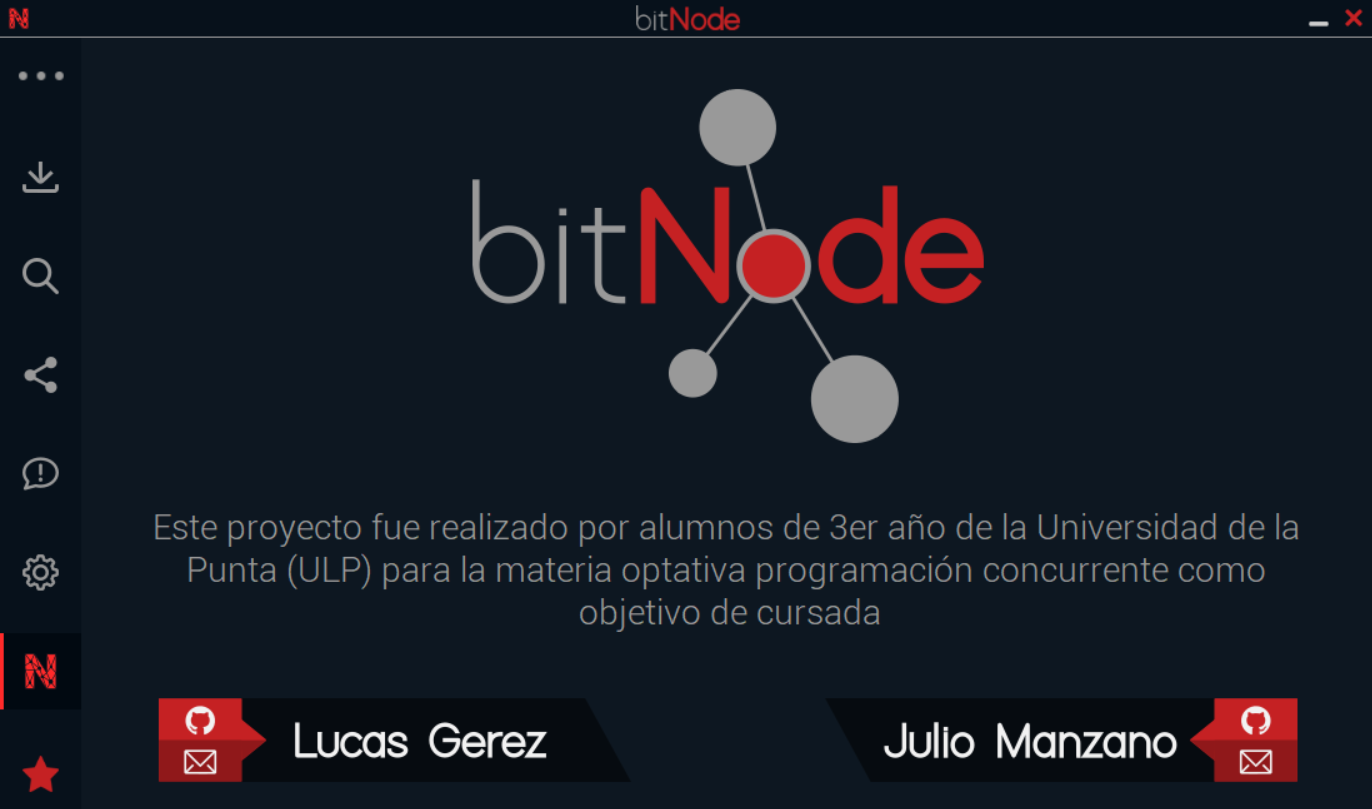 N
bitNode
bitNode
Este proyecto fue realizado por alumnos de 3er año de la Universidad de la
Punta (ULP) para la materia optativa programación concurrente como
objetivo de cursada
N
Lucas Gerez
Julio Manzano